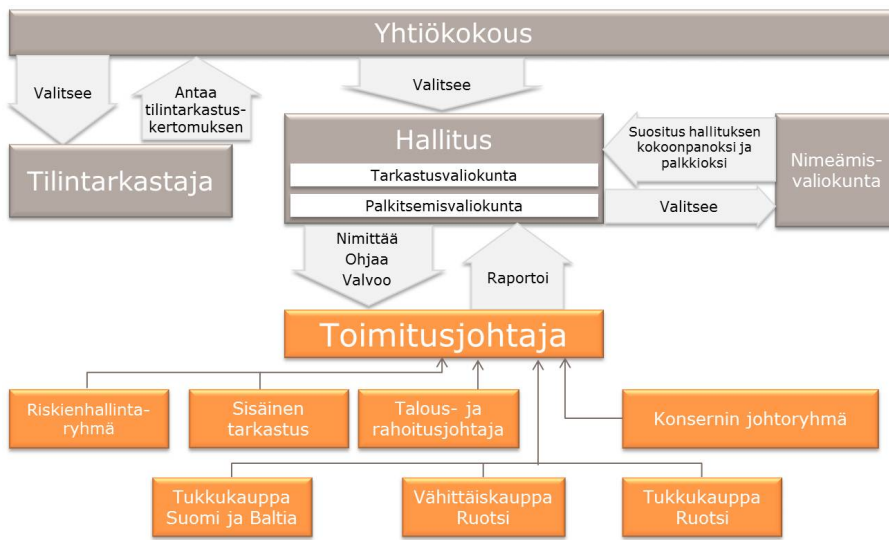 Yhtiökokous
Valitsee
Antaa
tilintarkastus-
kertomuksen
Valitsee
Tilintarkastaja
Hallitus
Tarkastusvaliokunta
Palkitsemisvaliokunta
Suositus hallituksen
kokoonpanoksi ja
palkkioksi
Valitsee
Nimeämis-
valiokunta
Nimittää
Ohjaa
Valvoo
Raportoi
Toimitusjohtaja
Riskienhallinta-
ryhmä
Sisäinen
tarkastus
Talous- ja
rahoitusjohtaja
Konsernin johtoryhmä
Tukkukauppa
Suomi ja Baltia
Vähittäiskauppa
Ruotsi
Tukkukauppa
Ruotsi